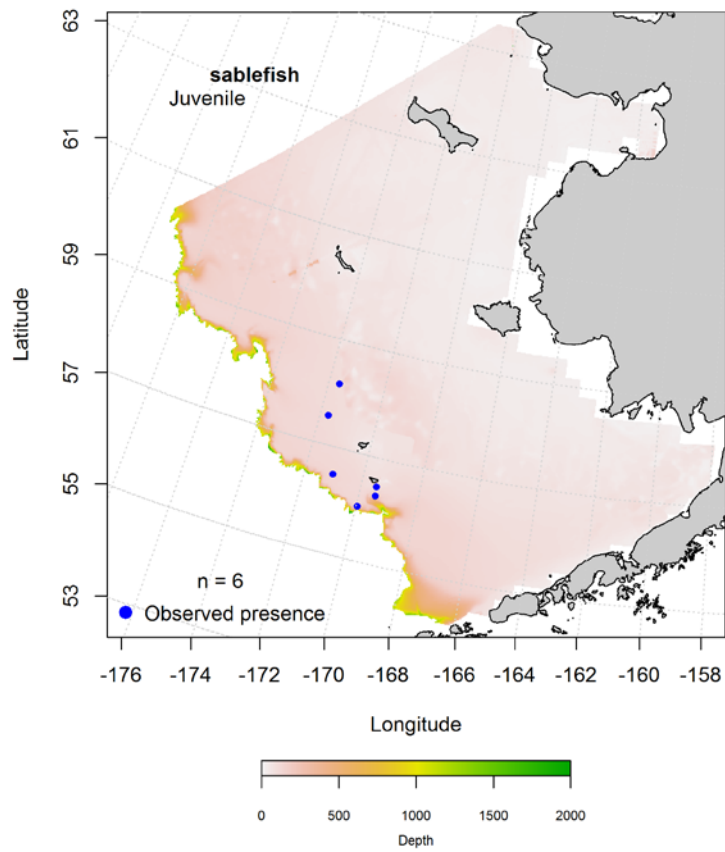 sablefish
Juvenile
63
61
59
57
55
53
Latitude
n = 6
Observed presence
-176 -174 -172 -170 -168 -166 -164 -162 -160 -158
Longitude
0 500 1000 1500 2000
Depth